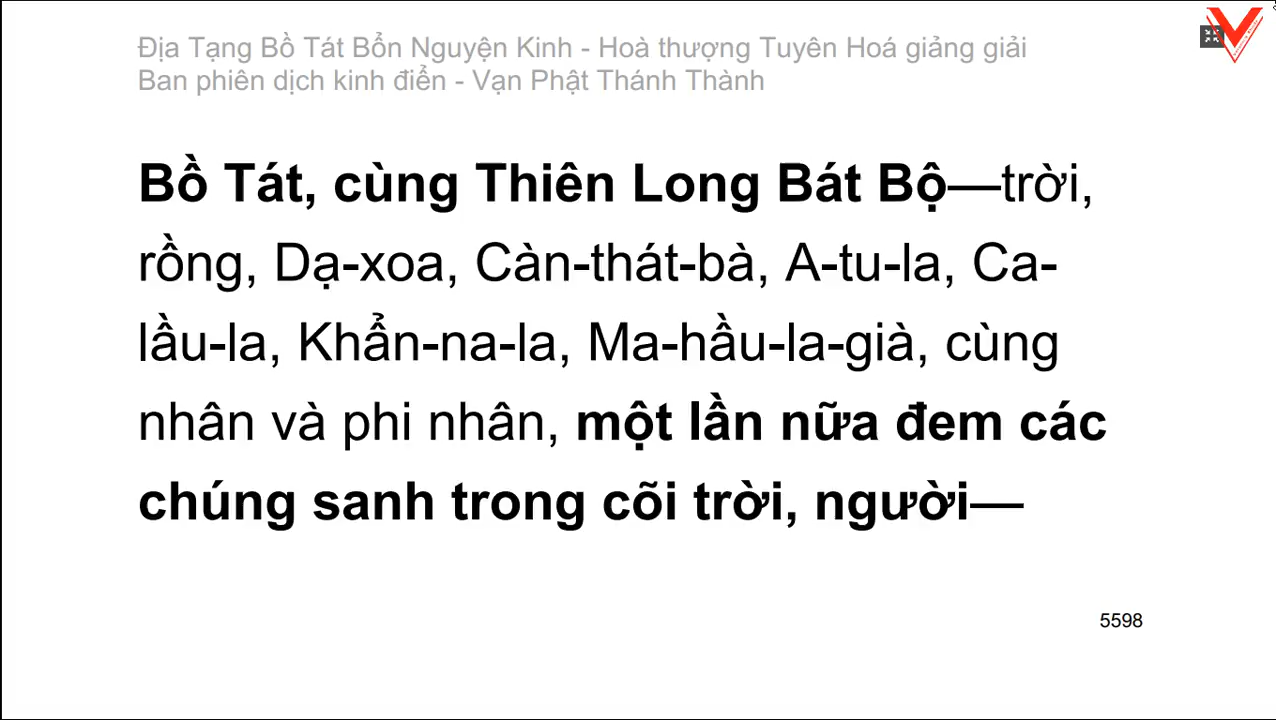 Địa Tạng Bồ Tát Bổn Nguyện Kinh - Hoà thượng Tuyên Hoá giảng giải
Ban phiên dịch kinh điển - Vạn Phật Thánh Thành
Bồ Tát, cùng Thiên Long Bát Bộ—trời,
rồng, Dạ-xoa, Càn-thát-bà, A-tu-la, Ca-
lầu-la, Khẩn-na-la, Ma-hầu-la-già, cùng
nhân và phi nhân, một lần nữa đem các
chúng sanh trong cõi trời, người—
5598